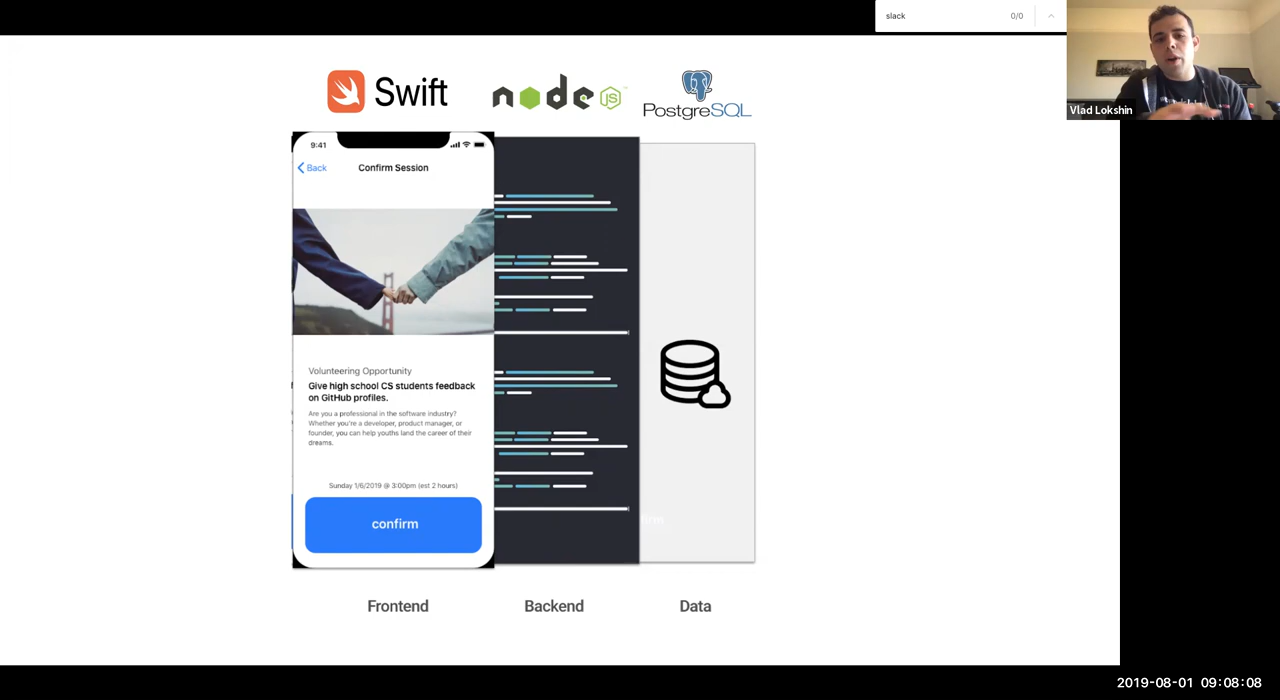 slack 0/0
Vlad Lokshin
Swift
node
JS
PostgreSQL
9:41
Back
Confirm Session
Volunteering Opportunity
Give high school CS students feedback
on GitHub profiles.
Are you a professional in the software industry?
Whether you're a developer, product manager, or
founder, you can help youths land the career of their
dreams.
Sunday 1/6/2019 @ 3:00pm (est 2 hours)
confirm
Frontend
Backend
Data
2019-08-01 09:08:08